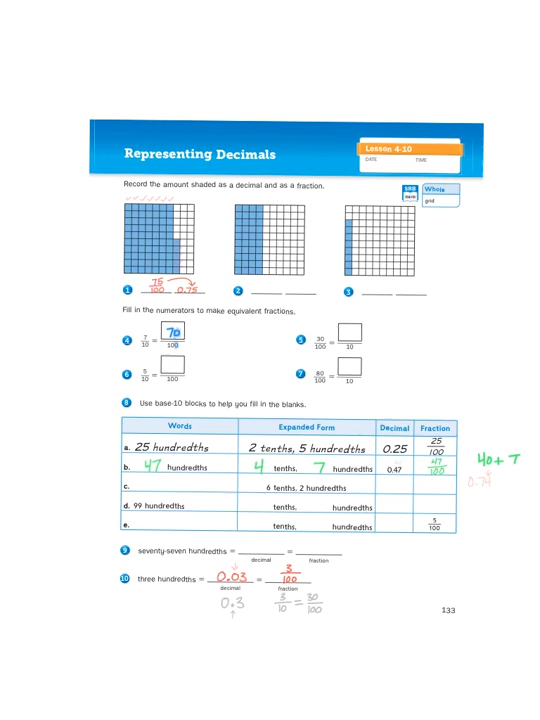 Representing Decimals
Lesson 4-10
DATE TIME
Record the amount shaded as a decimal and as a fraction.
SRB
Whole
grid
1 75/100 0.75
2
3
Fill in the numerators to make equivalent fractions.
4 7/10 = 70/100
5 30/100 = /10
6 5/10 = /100
7 80/100 = /10
8 Use base-10 blocks to help you fill in the blanks.
Words Expanded Form Decimal Fraction
a. 25 hundredths 2 tenths, 5 hundredths 0.25 25/100
b. 47 hundredths 4 tenths, 7 hundredths 0.47 47/100
40+7
0.74
c. 6 tenths, 2 hundredths
d. 99 hundredths tenths, hundredths
e. tenths, hundredths 5/100
9 seventy-seven hundredths = =
decimal fraction
10 three hundredths = 0.03 = 3/100
decimal fraction
0.3 3/10 = 30/100
133